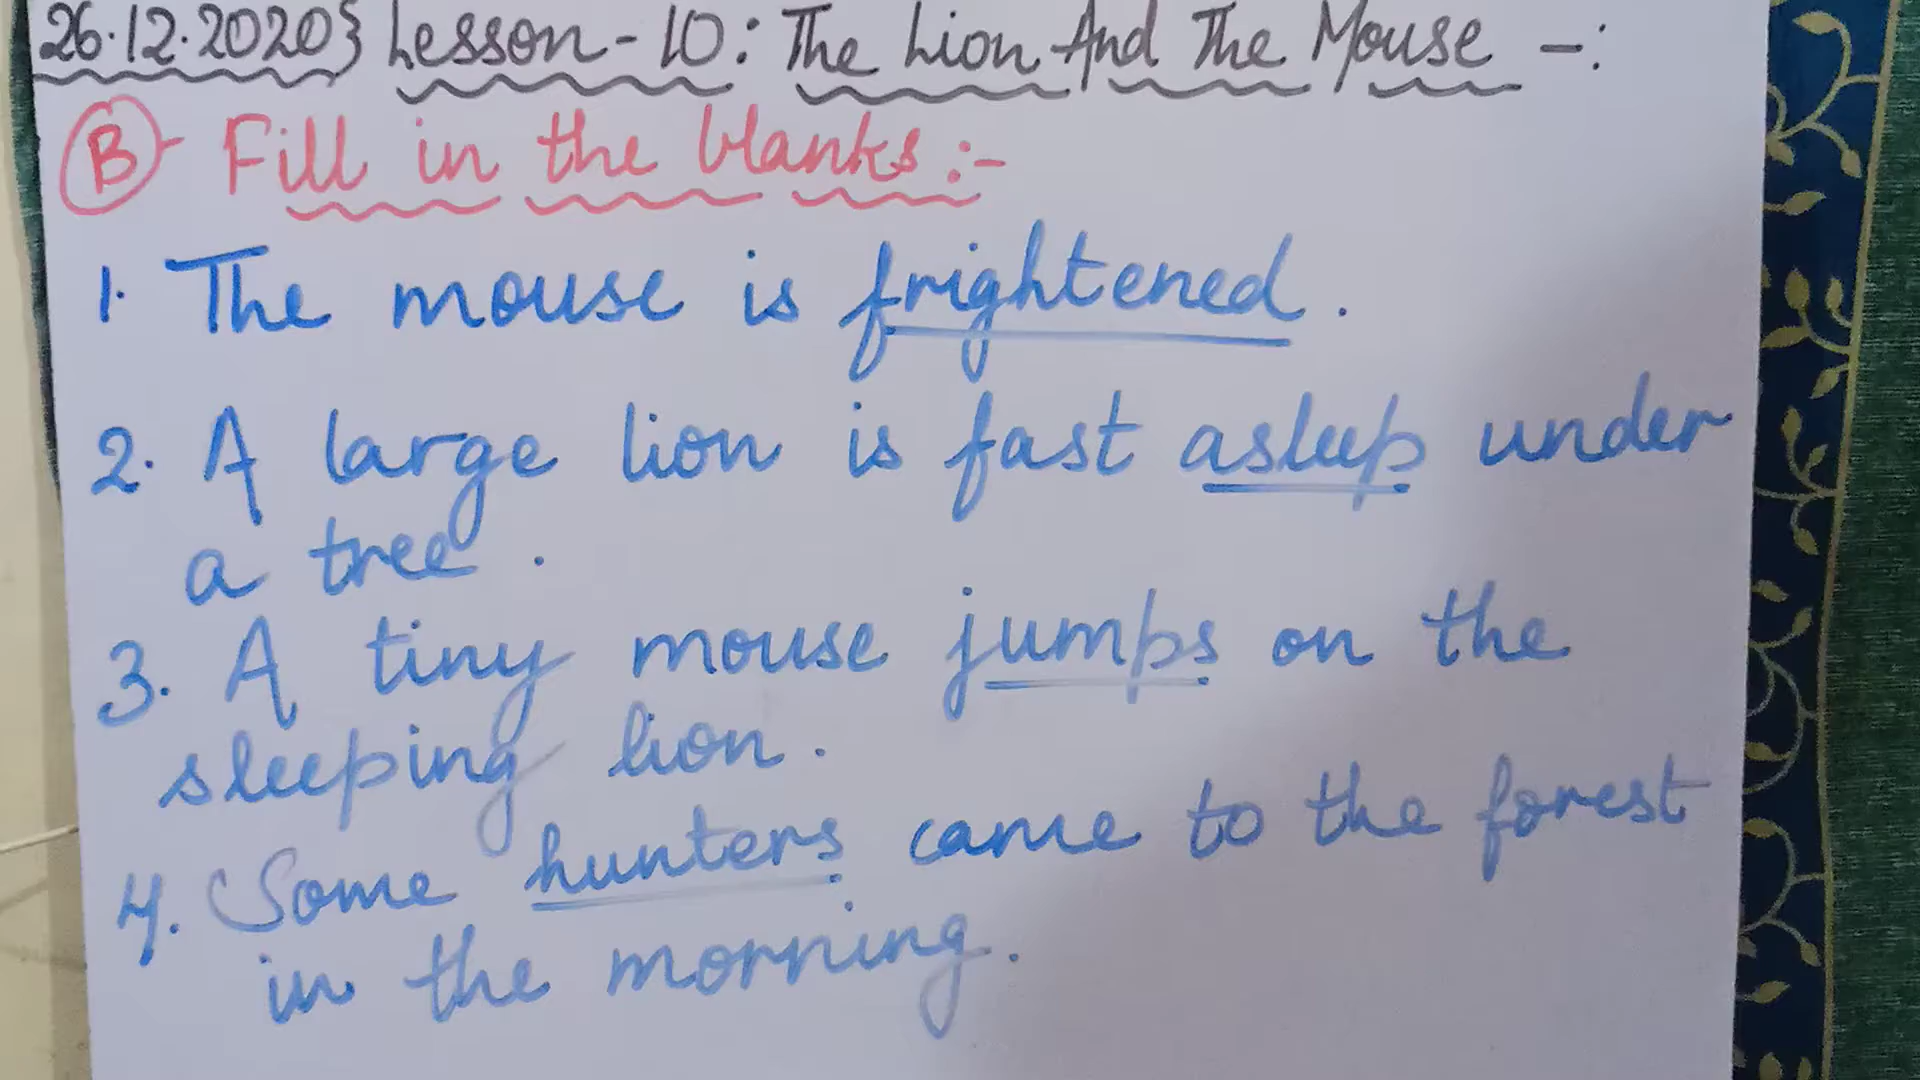 26.12.2020} Lesson-10: The Lion And The Mouse -:
B - Fill in the blanks :-
1. The mouse is frightened.
2. A large lion is fast asleep under
a tree.
3. A tiny mouse jumps on the
sleeping lion.
4. Some hunters came to the forest
in the morning.